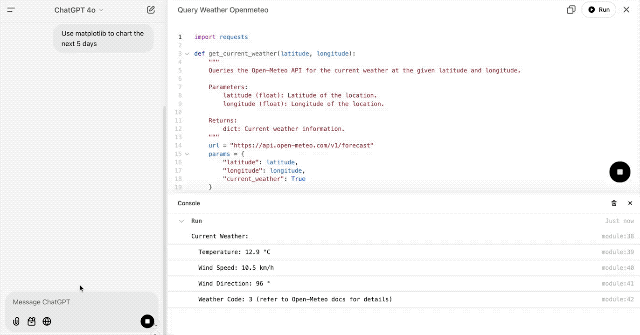 ChatGPT 4o
Use matplotlib to chart the
next 5 days
Message ChatGPT
Query Weather Openmeteo
Run
1 import requests
2
3 def get_current_weather(latitude, longitude):
4 """
5 Queries the Open-Meteo API for the current weather at the given latitude and longitude.
6
7 Parameters:
8 latitude (float): Latitude of the location.
9 longitude (float): Longitude of the location.
10
11 Returns:
12 dict: Current weather information.
13 """
14 url = "https://api.open-meteo.com/v1/forecast"
15 params = {
16 "latitude": latitude,
17 "longitude": longitude,
18 "current_weather": True
19 }
Console
Run Just now
Current Weather: module:38
Temperature: 12.9 °C module:39
Wind Speed: 10.5 km/h module:40
Wind Direction: 96 ° module:41
Weather Code: 3 (refer to Open-Meteo docs for details) module:42